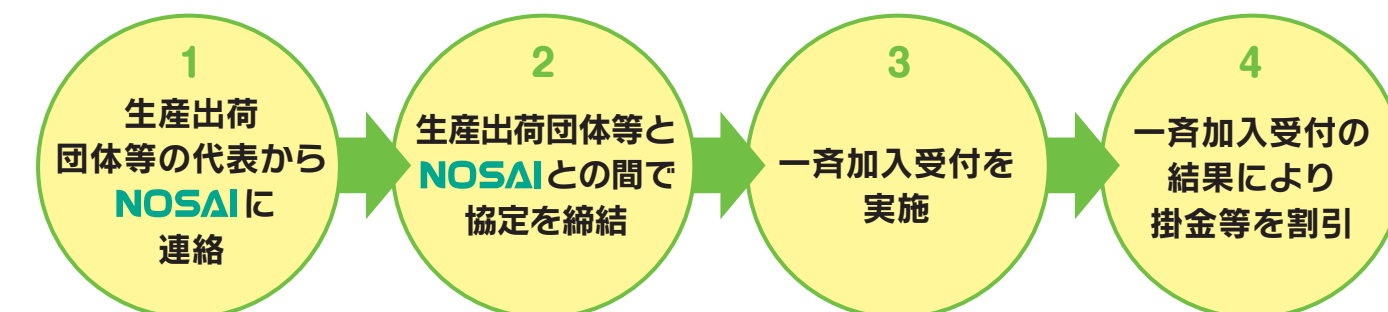 1
生産出荷
団体等の代表から
NOSAIに
連絡
2
生産出荷団体等と
NOSAIとの間で
協定を締結
3
一斉加入受付を
実施
4
一斉加入受付の
結果により
掛金等を割引